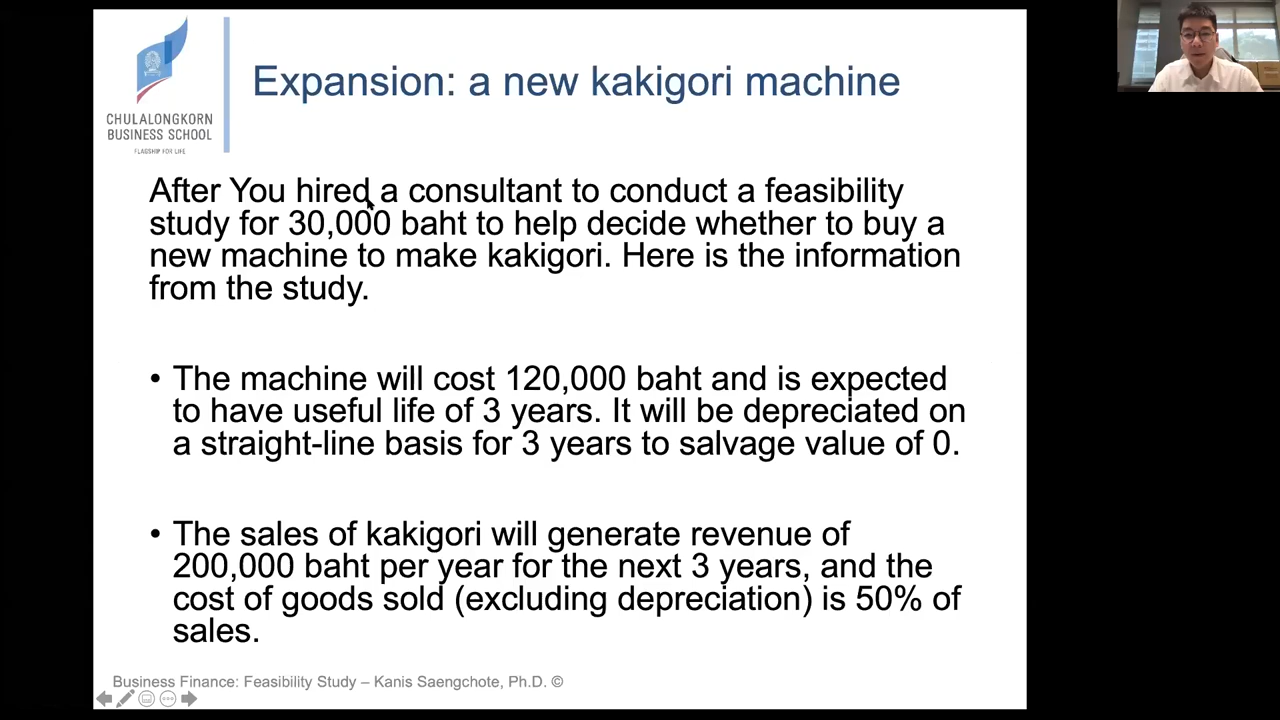 CHULALONGKORN
BUSINESS SCHOOL
FLAGSHIP FOR LIFE
Expansion: a new kakigori machine
After You hired a consultant to conduct a feasibility
study for 30,000 baht to help decide whether to buy a
new machine to make kakigori. Here is the information
from the study.
• The machine will cost 120,000 baht and is expected
to have useful life of 3 years. It will be depreciated on
a straight-line basis for 3 years to salvage value of 0.
• The sales of kakigori will generate revenue of
200,000 baht per year for the next 3 years, and the
cost of goods sold (excluding depreciation) is 50% of
sales.
Business Finance: Feasibility Study – Kanis Saengchote, Ph.D. ©